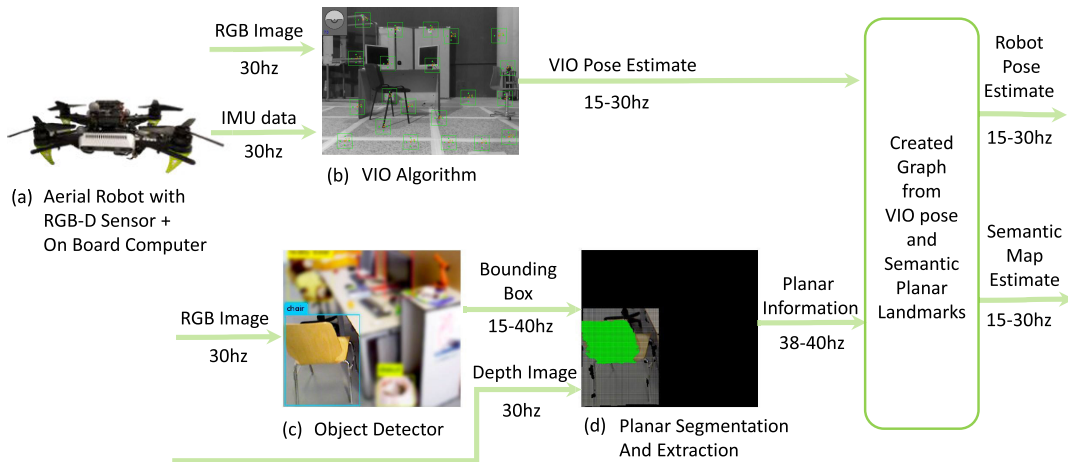 RGB Image
30hz
IMU data
30hz
(a) Aerial Robot with
RGB-D Sensor +
On Board Computer
(b) VIO Algorithm
VIO Pose Estimate
15-30hz
RGB Image
30hz
chair
(c) Object Detector
Bounding
Box
15-40hz
Depth Image
30hz
(d) Planar Segmentation
And Extraction
Planar
Information
38-40hz
Created
Graph
from
VIO pose
and
Semantic
Planar
Landmarks
Robot
Pose
Estimate
15-30hz
Semantic
Map
Estimate
15-30hz